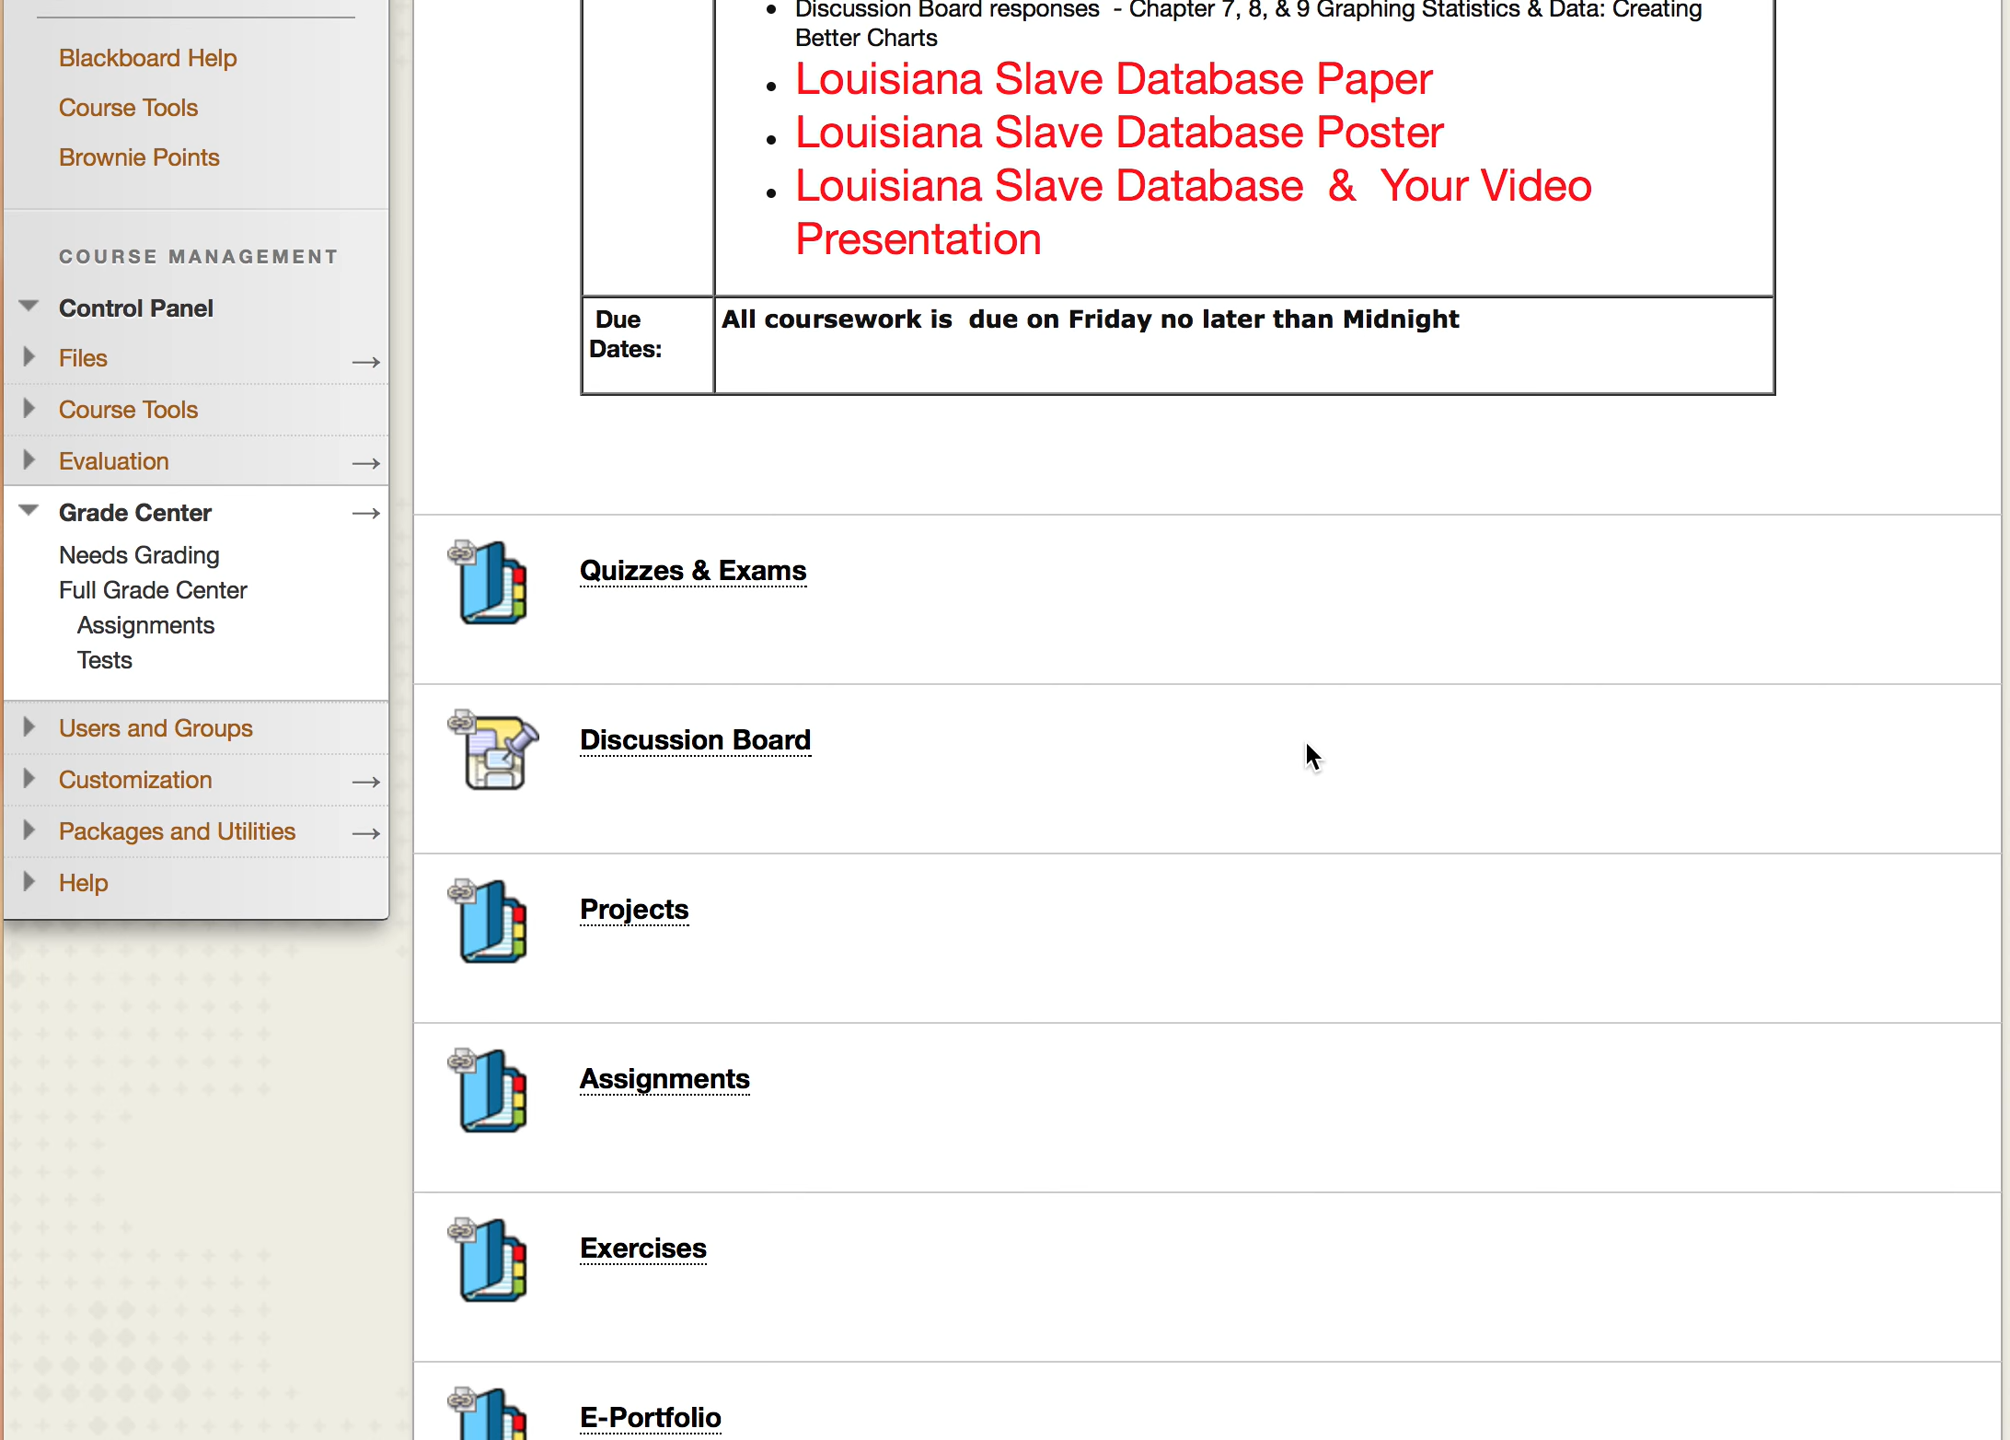 Blackboard Help
Course Tools
Brownie Points
COURSE MANAGEMENT
Control Panel
Files
Course Tools
Evaluation
Grade Center
Needs Grading
Full Grade Center
Assignments
Tests
Users and Groups
Customization
Packages and Utilities
Help
Discussion Board responses - Chapter 7, 8, & 9 Graphing Statistics & Data: Creating
Better Charts
Louisiana Slave Database Paper
Louisiana Slave Database Poster
Louisiana Slave Database & Your Video
Presentation
Due
Dates:
All coursework is due on Friday no later than Midnight
Quizzes & Exams
Discussion Board
Projects
Assignments
Exercises
E-Portfolio